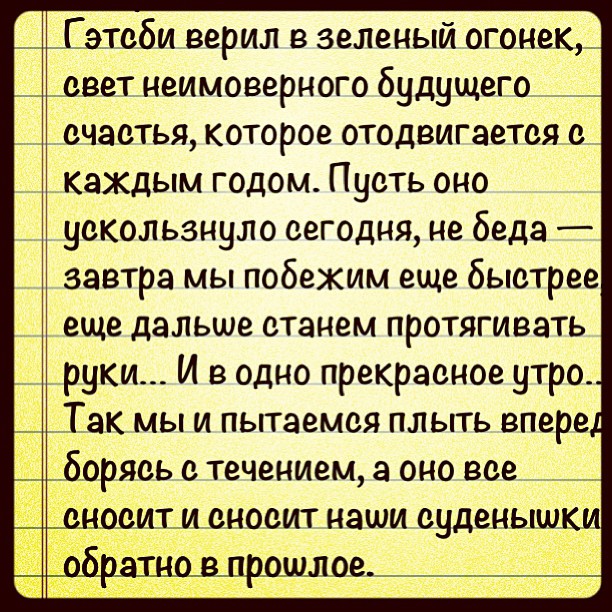 Гэтсби верил в зеленый огонек,
свет неимоверного будущего
счастья, которое отодвигается с
каждым годом. Пусть оно
ускользнуло сегодня, не беда —
завтра мы побежим еще быстрее,
еще дальше станем протягивать
руки... И в одно прекрасное утро..
Так мы и пытаемся плыть вперед
борясь с течением, а оно все
сносит и сносит наши суденышки
обратно в прошлое.